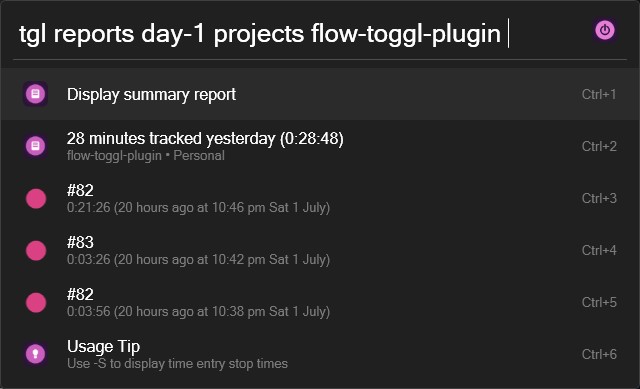 tgl reports day-1 projects flow-toggl-plugin
Display summary report Ctrl+1
28 minutes tracked yesterday (0:28:48) Ctrl+2
flow-toggl-plugin • Personal
#82 Ctrl+3
0:21:26 (20 hours ago at 10:46 pm Sat 1 July)
#83 Ctrl+4
0:03:26 (20 hours ago at 10:42 pm Sat 1 July)
#82 Ctrl+5
0:03:56 (20 hours ago at 10:38 pm Sat 1 July)
Usage Tip Ctrl+6
Use -S to display time entry stop times